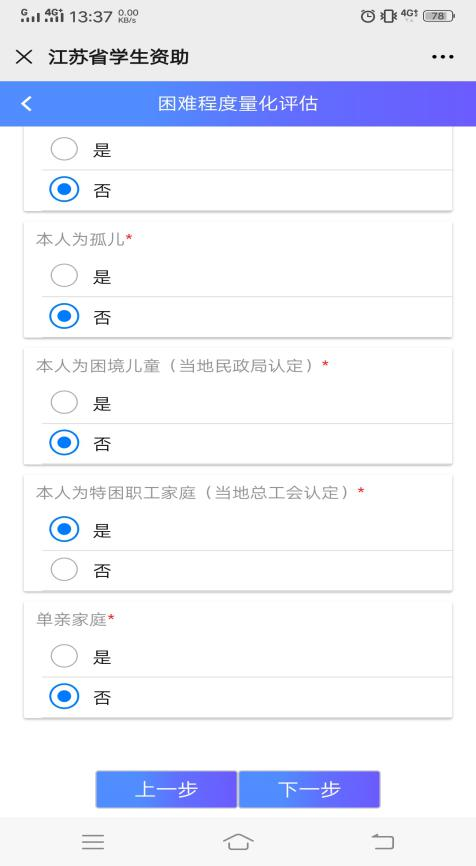 G 4G+ 13:37 0.00 KB/s 4G+ 78
江苏省学生资助
困难程度量化评估
是
否
本人为孤儿*
是
否
本人为困境儿童（当地民政局认定）*
是
否
本人为特困职工家庭（当地总工会认定）*
是
否
单亲家庭*
是
否
上一步 下一步